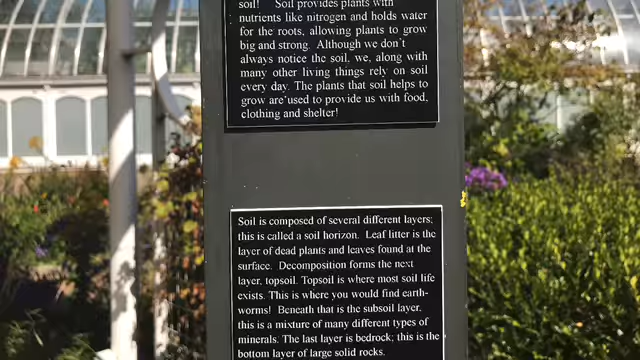 soil! Soil provides plants with
nutrients like nitrogen and holds water
for the roots, allowing plants to grow
big and strong. Although we don't
always notice the soil, we, along with
many other living things rely on soil
every day. The plants that soil helps to
grow are used to provide us with food,
clothing and shelter!
Soil is composed of several different layers;
this is called a soil horizon. Leaf litter is the
layer of dead plants and leaves found at the
surface. Decomposition forms the next
layer, topsoil. Topsoil is where most soil life
exists. This is where you would find earth-
worms! Beneath that is the subsoil layer,
this is a mixture of many different types of
minerals. The last layer is bedrock; this is the
bottom layer of large solid rocks.